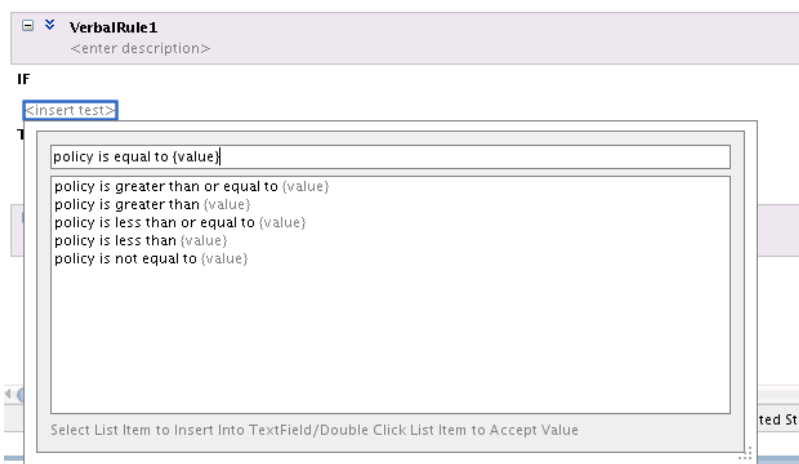 VerbalRule1
<enter description>
IF
<insert test>
T
policy is equal to {value}
policy is greater than or equal to {value}
policy is greater than {value}
policy is less than or equal to {value}
policy is less than {value}
policy is not equal to {value}
ted St
Select List Item to Insert Into TextField/Double Click List Item to Accept Value